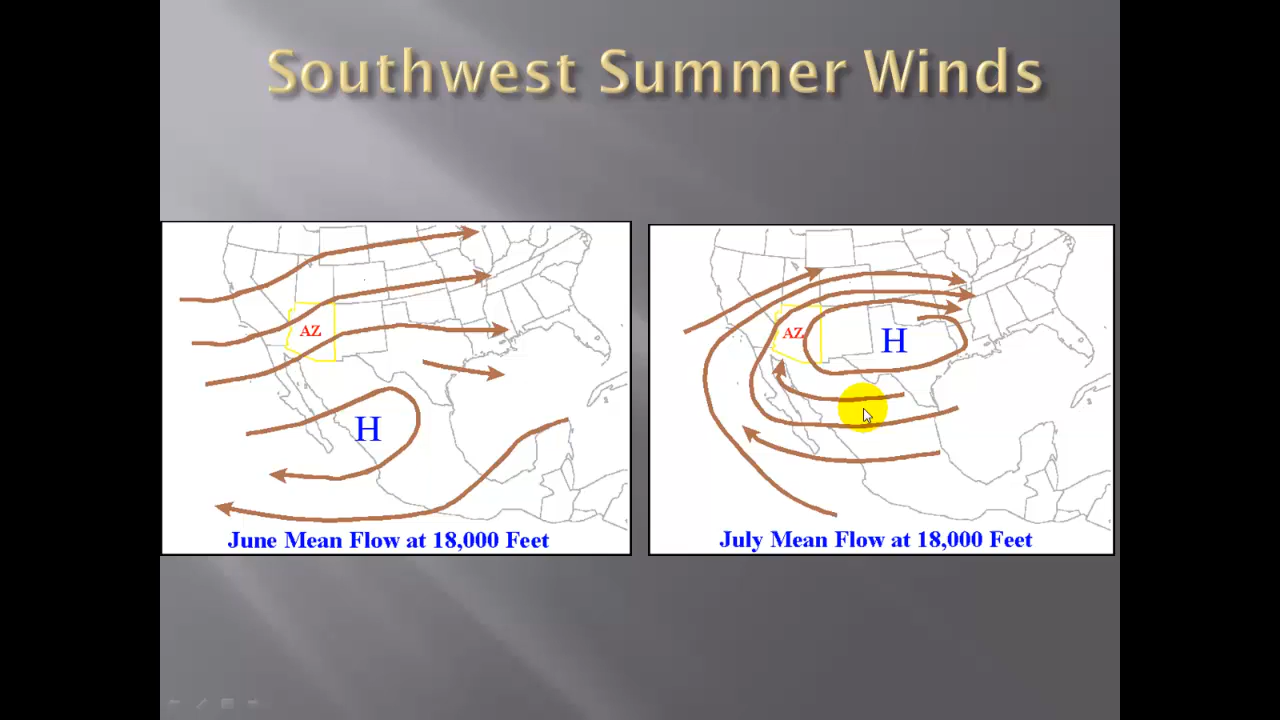 Southwest Summer Winds
AZ
H
June Mean Flow at 18,000 Feet
AZ
H
July Mean Flow at 18,000 Feet